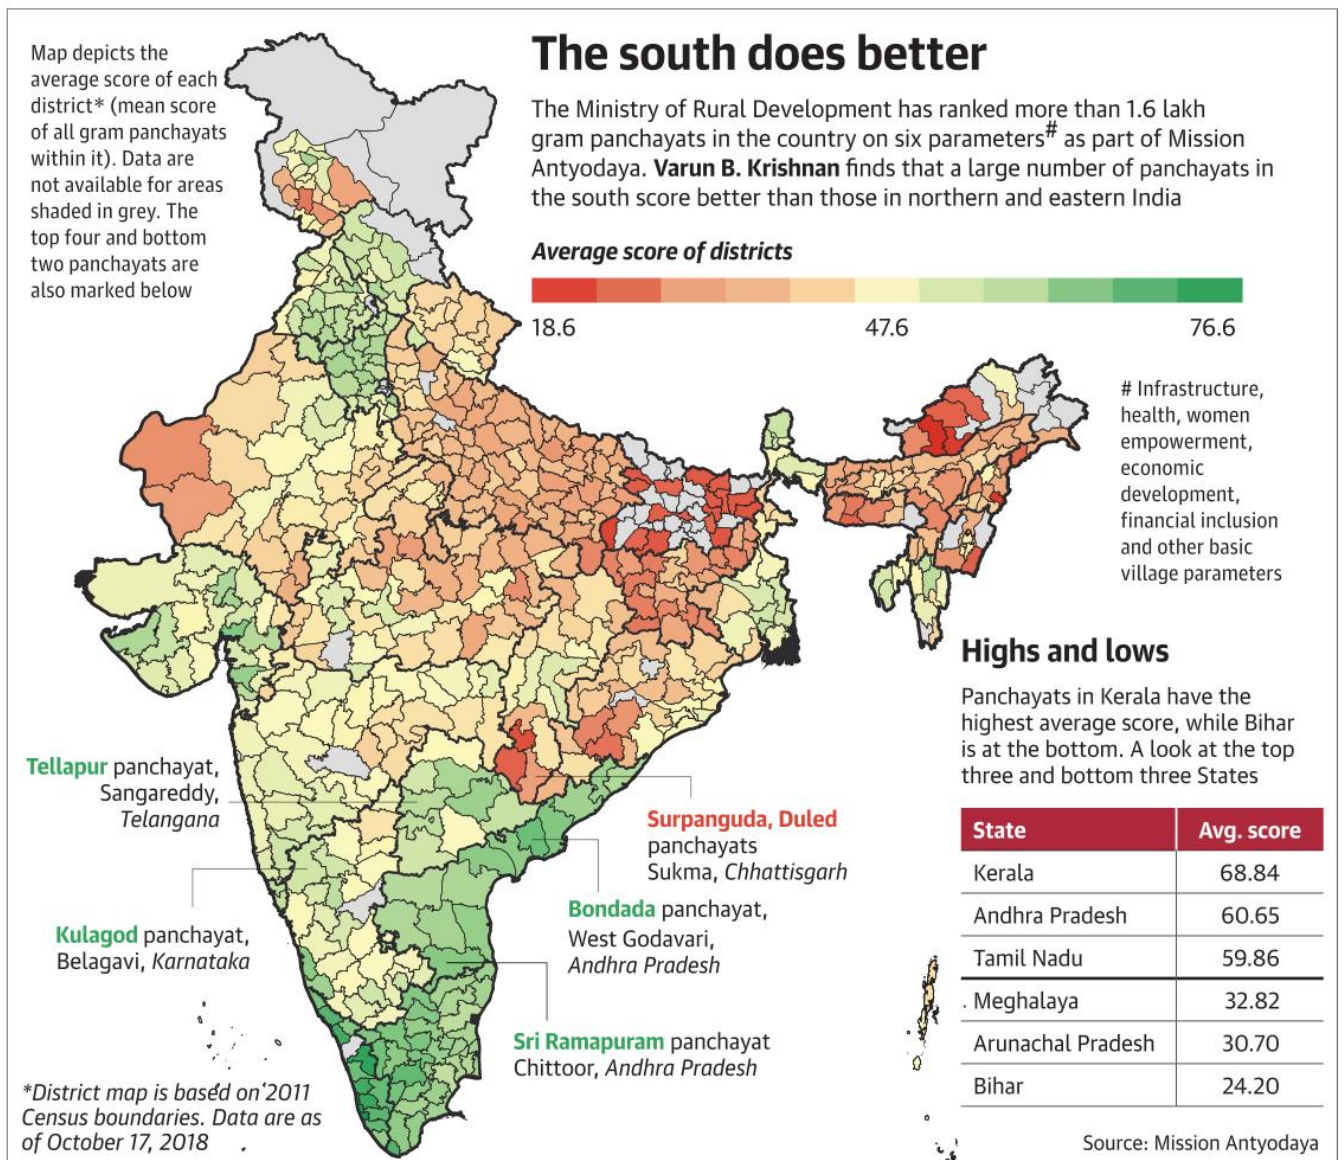 Map depicts the
average score of each
district* (mean score
of all gram panchayats
within it). Data are
not available for areas
shaded in grey. The
top four and bottom
two panchayats are
also marked below
The south does better
The Ministry of Rural Development has ranked more than 1.6 lakh
gram panchayats in the country on six parameters# as part of Mission
Antyodaya. Varun B. Krishnan finds that a large number of panchayats in
the south score better than those in northern and eastern India
Average score of districts
18.6 47.6 76.6
# Infrastructure,
health, women
empowerment,
economic
development,
financial inclusion
and other basic
village parameters
Tellapur panchayat,
Sangareddy,
Telangana
Kulagod panchayat,
Belagavi, Karnataka
Surpanguda, Duled
panchayats
Sukma, Chhattisgarh
Bondada panchayat,
West Godavari,
Andhra Pradesh
Sri Ramapuram panchayat
Chittoor, Andhra Pradesh
Highs and lows
Panchayats in Kerala have the
highest average score, while Bihar
is at the bottom. A look at the top
three and bottom three States
State Avg. score
Kerala 68.84
Andhra Pradesh 60.65
Tamil Nadu 59.86
Meghalaya 32.82
Arunachal Pradesh 30.70
Bihar 24.20
*District map is based on 2011
Census boundaries. Data are as
of October 17, 2018
Source: Mission Antyodaya